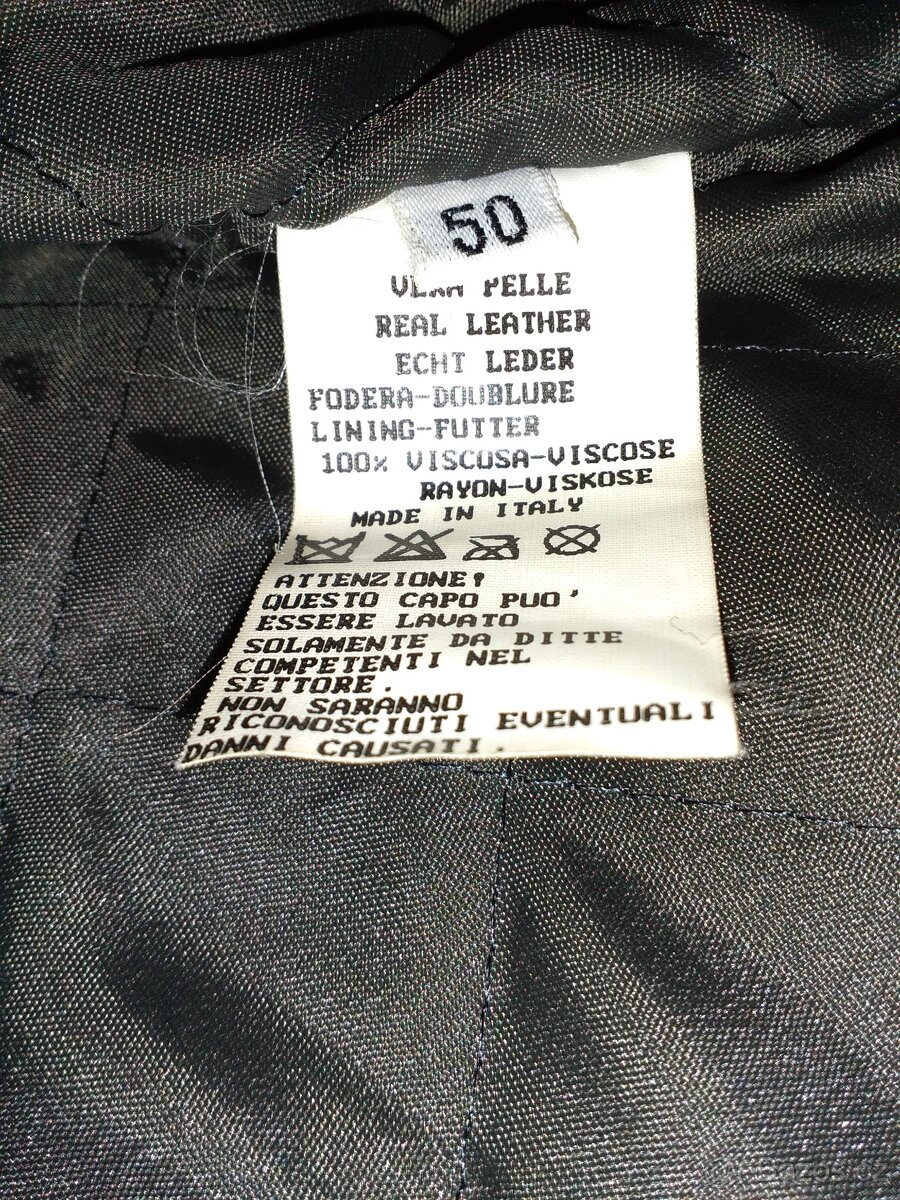 50
VERA PELLE
REAL LEATHER
ECHT LEDER
FODERA-DOUBLURE
LINING-FUTTER
100% VISCOSA-VISCOSE
RAYON-VISKOSE
MADE IN ITALY
ATTENZIONE!
QUESTO CAPO PUO'
ESSERE LAVATO
SOLAMENTE DA DITTE
COMPETENTI NEL
SETTORE.
NON SARANNO
RICONOSCIUTI EVENTUALI
DANNI CAUSATI.